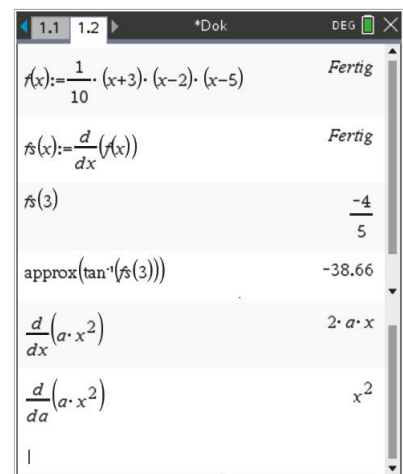 1.1 1.2 *Dok DEG
f(x):=1/10·(x+3)·(x−2)·(x−5) Fertig
fs(x):=d/dx(f(x)) Fertig
fs(3) -4/5
approx(tan⁻¹(fs(3))) -38.66
d/dx(a·x²) 2·a·x
d/da(a·x²) x²